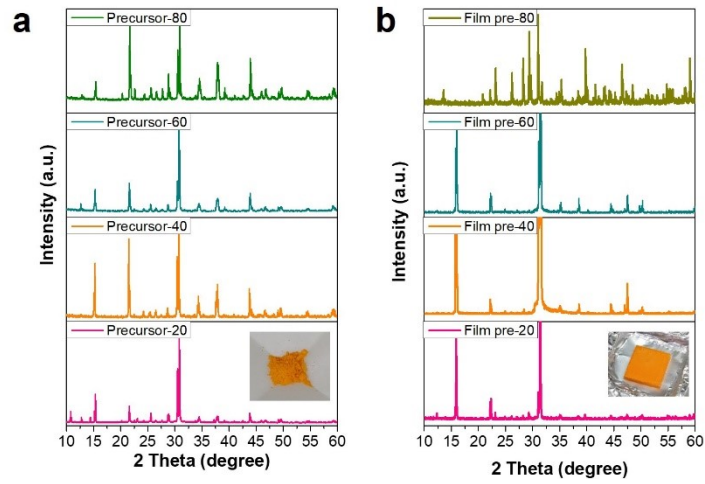 a
Precursor-80
Precursor-60
Precursor-40
Precursor-20
Intensity (a.u.)
10 15 20 25 30 35 40 45 50 55 60
2 Theta (degree)
b
Film pre-80
Film pre-60
Film pre-40
Film pre-20
Intensity (a.u.)
10 15 20 25 30 35 40 45 50 55 60
2 Theta (degree)